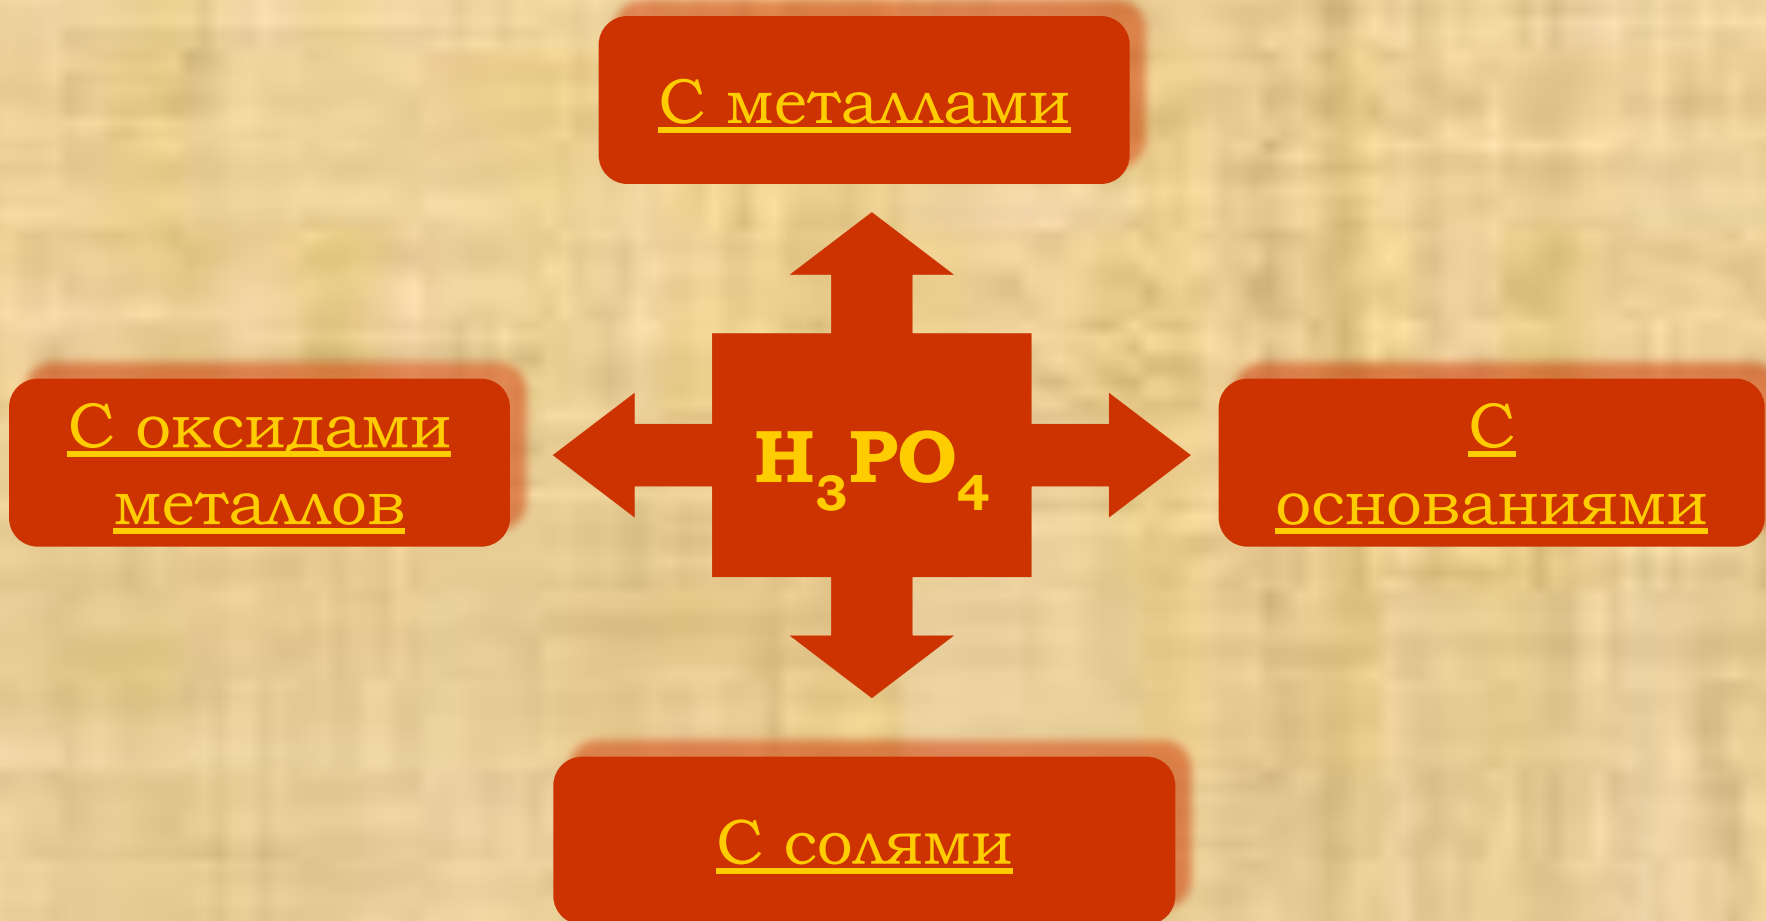 С металлами
С оксидами
металлов
H₃PO₄
С
основаниями
С солями